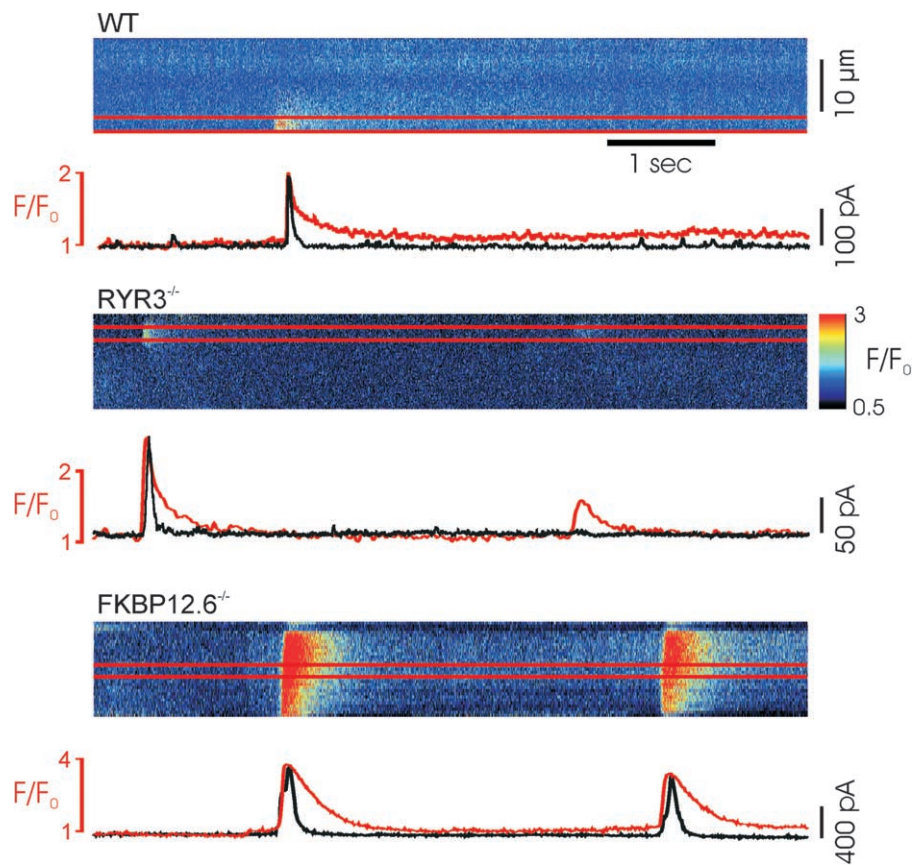 WT
10 µm
1 sec
2
F/F₀
1
100 pA
RYR3⁻/⁻
3
F/F₀
0.5
2
F/F₀
1
50 pA
FKBP12.6⁻/⁻
4
F/F₀
1
400 pA